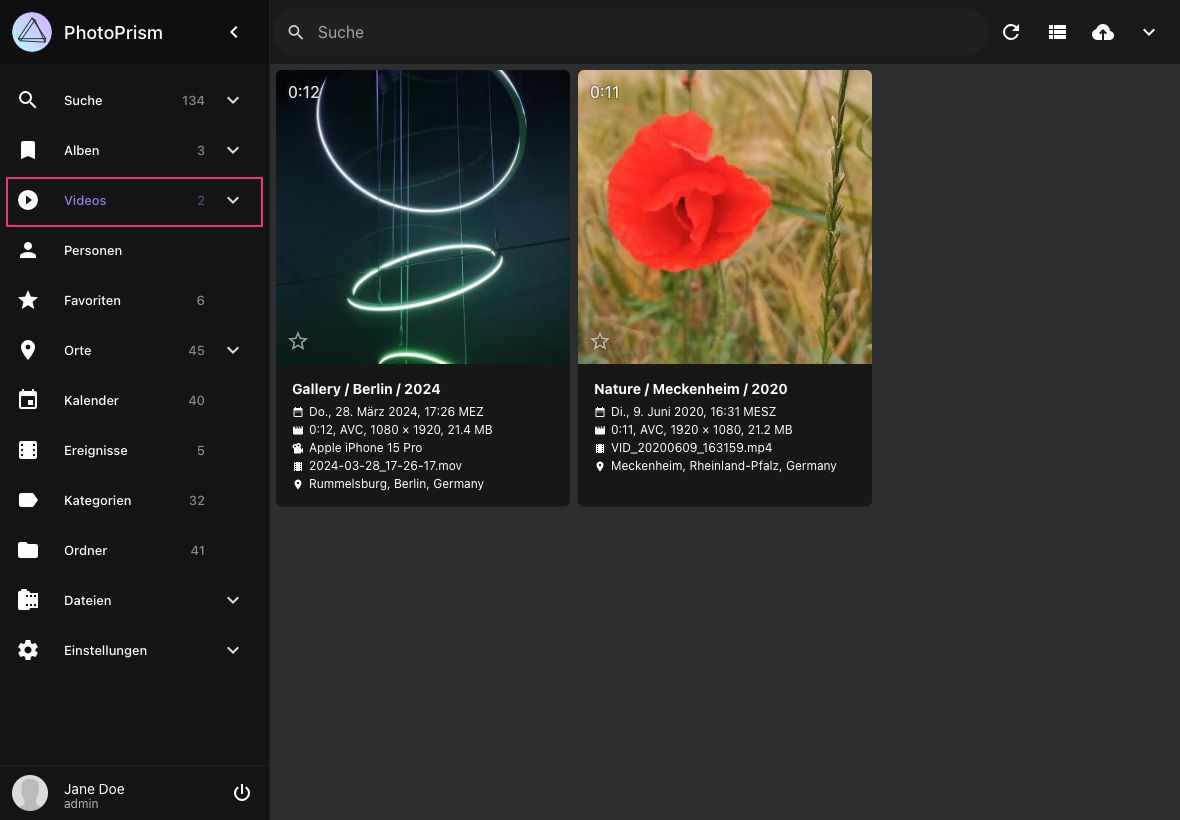 PhotoPrism
Suche
Suche 134
Alben 3
Videos 2
Personen
Favoriten 6
Orte 45
Kalender 40
Ereignisse 5
Kategorien 32
Ordner 41
Dateien
Einstellungen
Jane Doe
admin
0:12
Gallery / Berlin / 2024
Do., 28. März 2024, 17:26 MEZ
0:12, AVC, 1080 × 1920, 21.4 MB
Apple iPhone 15 Pro
2024-03-28_17-26-17.mov
Rummelsburg, Berlin, Germany
0:11
Nature / Meckenheim / 2020
Di., 9. Juni 2020, 16:31 MESZ
0:11, AVC, 1920 × 1080, 21.2 MB
VID_20200609_163159.mp4
Meckenheim, Rheinland-Pfalz, Germany